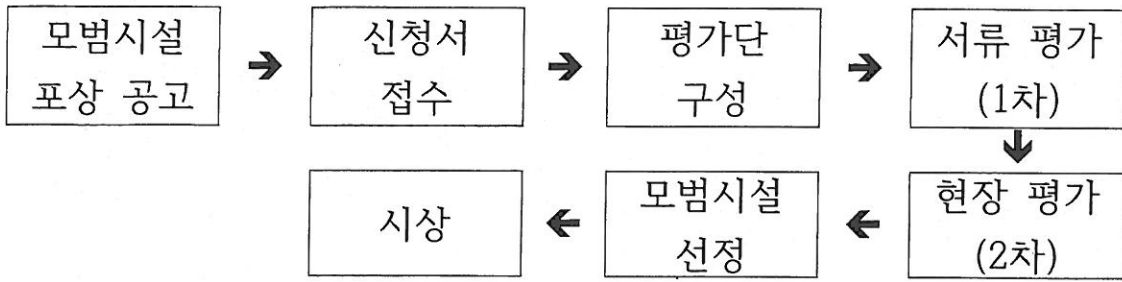 모범시설
포상 공고
신청서
접수
평가단
구성
서류 평가
(1차)
현장 평가
(2차)
모범시설
선정
시상